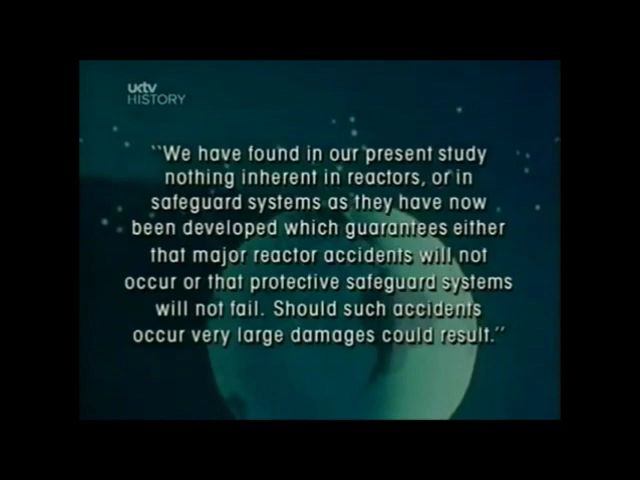 uktv
HISTORY
"We have found in our present study
nothing inherent in reactors, or in
safeguard systems as they have now
been developed which guarantees either
that major reactor accidents will not
occur or that protective safeguard systems
will not fail. Should such accidents
occur very large damages could result."